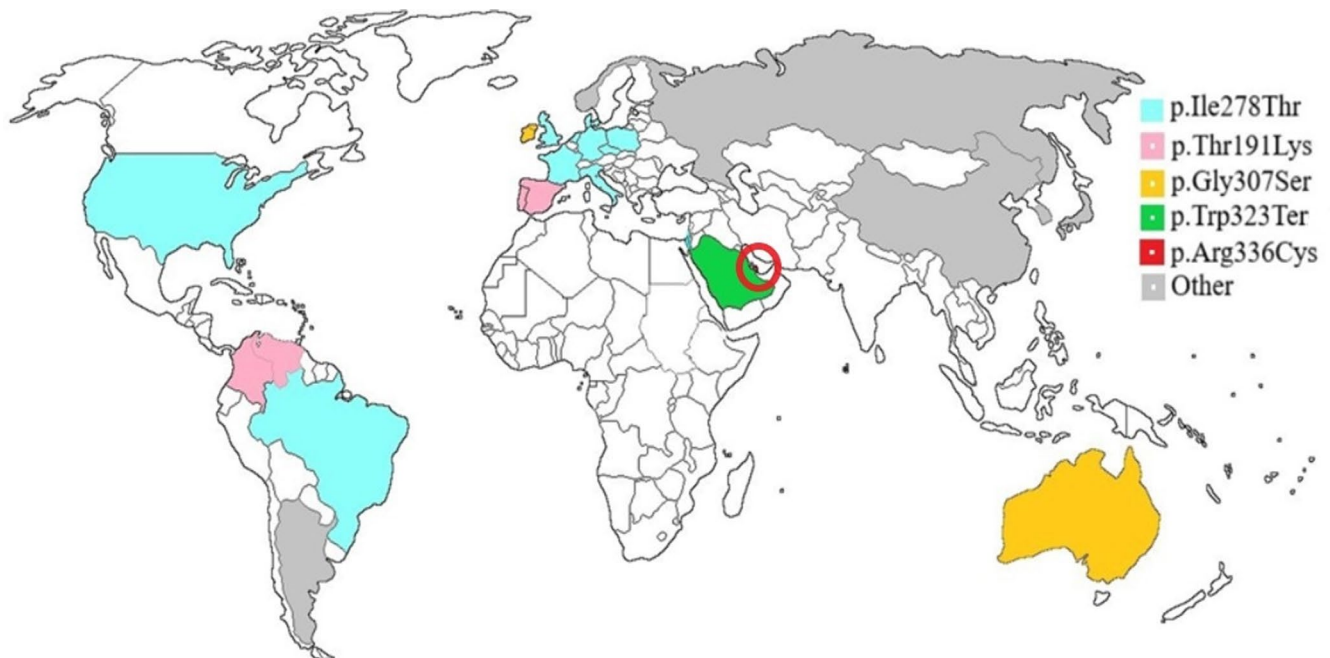 p.Ile278Thr
p.Thr191Lys
p.Gly307Ser
p.Trp323Ter
p.Arg336Cys
Other